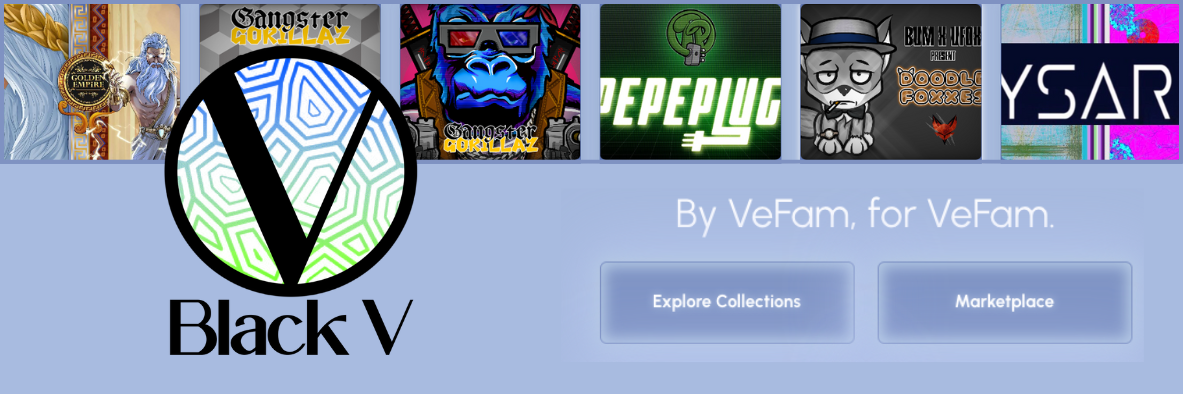 GOLDEN
EMPIRE
Gangster
GORILLAZ
Gangster
GORILLAZ
PEPEPLUG
BUM X VFOX
PRESENT
DOODLE
FOXXES
YSAR
Black V
By VeFam, for VeFam.
Explore Collections
Marketplace